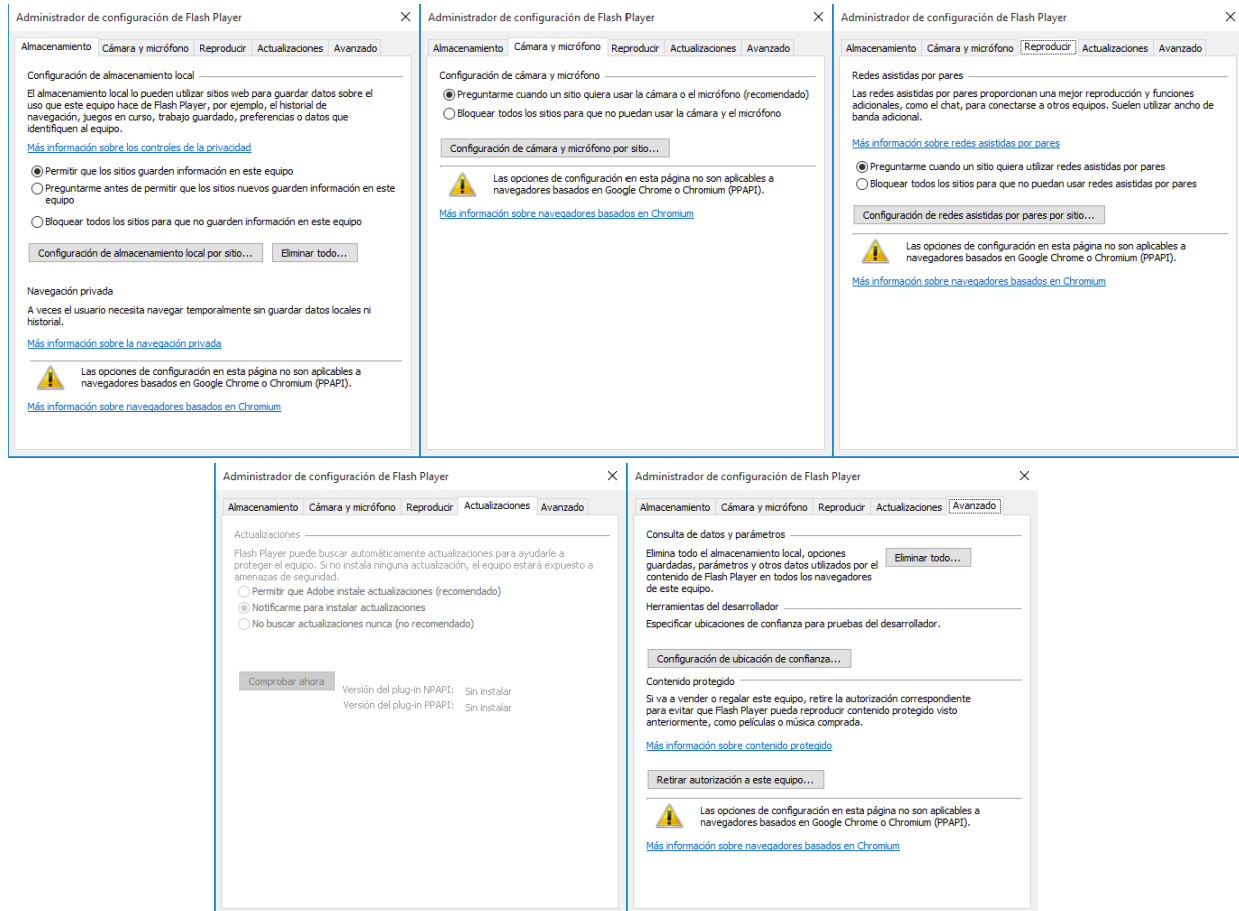 Administrador de configuración de Flash Player
Almacenamiento Cámara y micrófono Reproducir Actualizaciones Avanzado
Configuración de almacenamiento local
El almacenamiento local lo pueden utilizar sitios web para guardar datos sobre el
uso que este equipo hace de Flash Player, por ejemplo, el historial de
navegación, juegos en curso, trabajo guardado, preferencias o datos que
identifiquen al equipo.
Más información sobre los controles de la privacidad
Permitir que los sitios guarden información en este equipo
Preguntarme antes de permitir que los sitios nuevos guarden información en este
equipo
Bloquear todos los sitios para que no guarden información en este equipo
Configuración de almacenamiento local por sitio... Eliminar todo...
Navegación privada
A veces el usuario necesita navegar temporalmente sin guardar datos locales ni
historial.
Más información sobre la navegación privada
Las opciones de configuración en esta página no son aplicables a
navegadores basados en Google Chrome o Chromium (PPAPI).
Más información sobre navegadores basados en Chromium
Administrador de configuración de Flash Player
Almacenamiento Cámara y micrófono Reproducir Actualizaciones Avanzado
Configuración de cámara y micrófono
Preguntarme cuando un sitio quiera usar la cámara o el micrófono (recomendado)
Bloquear todos los sitios para que no puedan usar la cámara y el micrófono
Configuración de cámara y micrófono por sitio...
Las opciones de configuración en esta página no son aplicables a
navegadores basados en Google Chrome o Chromium (PPAPI).
Más información sobre navegadores basados en Chromium
Administrador de configuración de Flash Player
Almacenamiento Cámara y micrófono Reproducir Actualizaciones Avanzado
Redes asistidas por pares
Las redes asistidas por pares proporcionan una mejor reproducción y funciones
adicionales, como el chat, para conectarse a otros equipos. Suelen utilizar ancho de
banda adicional.
Más información sobre redes asistidas por pares
Preguntarme cuando un sitio quiera utilizar redes asistidas por pares
Bloquear todos los sitios para que no puedan usar redes asistidas por pares
Configuración de redes asistidas por pares por sitio...
Las opciones de configuración en esta página no son aplicables a
navegadores basados en Google Chrome o Chromium (PPAPI).
Más información sobre navegadores basados en Chromium
Administrador de configuración de Flash Player
Almacenamiento Cámara y micrófono Reproducir Actualizaciones Avanzado
Actualizaciones
Flash Player puede buscar automáticamente actualizaciones para ayudarle a
proteger el equipo. Si no instala ninguna actualización, el equipo estará expuesto a
amenazas de seguridad.
Permitir que Adobe instale actualizaciones (recomendado)
Notificarme para instalar actualizaciones
No buscar actualizaciones nunca (no recomendado)
Comprobar ahora
Versión del plug-in NPAPI: Sin instalar
Versión del plug-in PPAPI: Sin instalar
Administrador de configuración de Flash Player
Almacenamiento Cámara y micrófono Reproducir Actualizaciones Avanzado
Consulta de datos y parámetros
Elimina todo el almacenamiento local, opciones
guardadas, parámetros y otros datos utilizados por el
contenido de Flash Player en todos los navegadores
de este equipo.
Eliminar todo...
Herramientas del desarrollador
Especificar ubicaciones de confianza para pruebas del desarrollador.
Configuración de ubicación de confianza...
Contenido protegido
Si va a vender o regalar este equipo, retire la autorización correspondiente
para evitar que Flash Player pueda reproducir contenido protegido visto
anteriormente, como películas o música comprada.
Más información sobre contenido protegido
Retirar autorización a este equipo...
Las opciones de configuración en esta página no son aplicables a
navegadores basados en Google Chrome o Chromium (PPAPI).
Más información sobre navegadores basados en Chromium